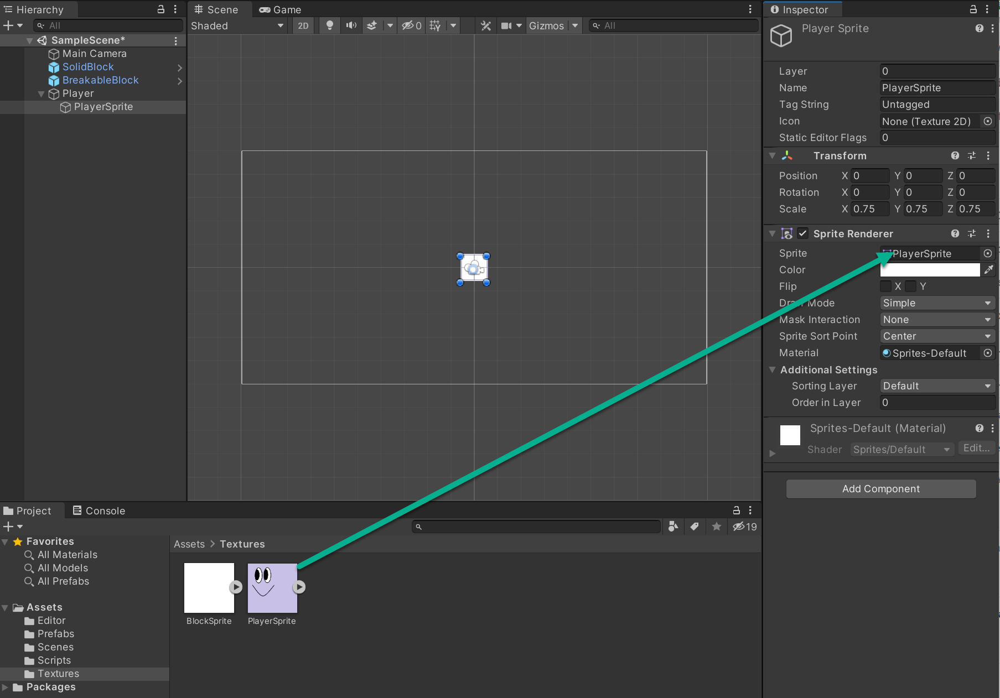 Hierarchy
All
SampleScene*
Main Camera
SolidBlock
BreakableBlock
Player
PlayerSprite
Scene
Game
Shaded
2D
0
Gizmos
All
Inspector
Player Sprite
Layer 0
Name PlayerSprite
Tag String Untagged
Icon None (Texture 2D)
Static Editor Flags 0
Transform
Position X 0 Y 0 Z 0
Rotation X 0 Y 0 Z 0
Scale X 0.75 Y 0.75 Z 0.75
Sprite Renderer
Sprite PlayerSprite
Color
Flip X Y
Draw Mode Simple
Mask Interaction None
Sprite Sort Point Center
Material Sprites-Default
Additional Settings
Sorting Layer Default
Order in Layer 0
Sprites-Default (Material)
Shader Sprites/Default Edit...
Add Component
Project
Console
19
Favorites
All Materials
All Models
All Prefabs
Assets
Editor
Prefabs
Scenes
Scripts
Textures
Packages
Assets > Textures
BlockSprite
PlayerSprite